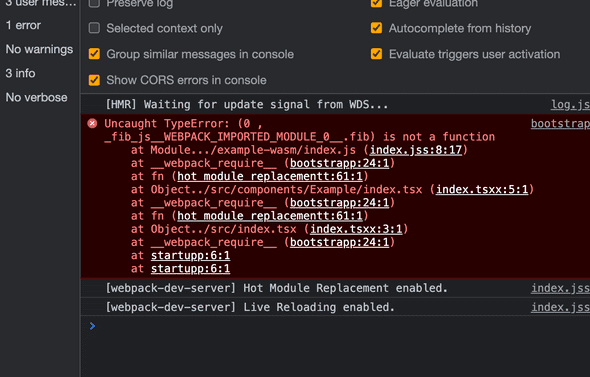 3 user mes...
Preserve log
Eager evaluation
1 error
Selected context only
Autocomplete from history
No warnings
Group similar messages in console
Evaluate triggers user activation
3 info
Show CORS errors in console
No verbose
[HMR] Waiting for update signal from WDS...
log.js
Uncaught TypeError: (0 ,
bootstrap
_fib_js__WEBPACK_IMPORTED_MODULE_0__.fib) is not a function
at Module.../example-wasm/index.js (index.jss:8:17)
at __webpack_require__ (bootstrapp:24:1)
at fn (hot module replacementt:61:1)
at Object../src/components/Example/index.tsx (index.tsxx:5:1)
at __webpack_require__ (bootstrapp:24:1)
at fn (hot module replacementt:61:1)
at Object../src/index.tsx (index.tsxx:3:1)
at __webpack_require__ (bootstrapp:24:1)
at startupp:6:1
at startupp:6:1
[webpack-dev-server] Hot Module Replacement enabled.
index.jss
[webpack-dev-server] Live Reloading enabled.
index.jss